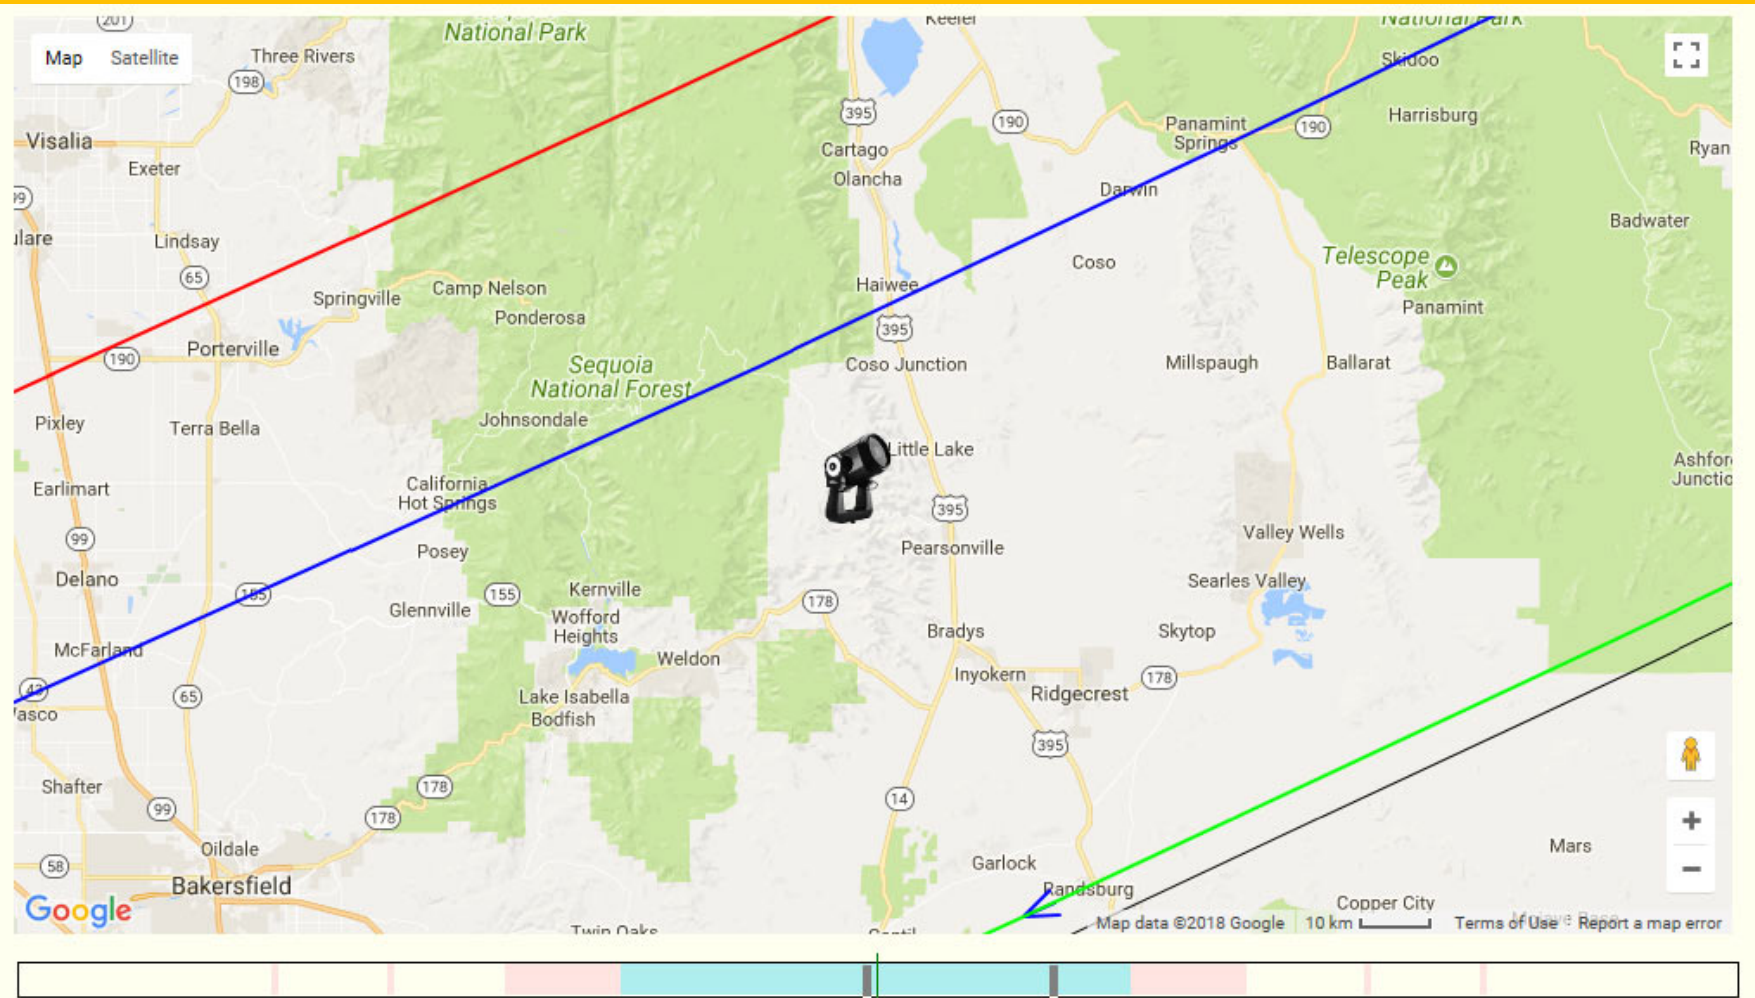 201
National Park
Keeler
National Park
Map
Satellite
Three Rivers
198
Skidoo
395
190
Panamint
Springs
190
Harrisburg
Visalia
Cartago
Ryan
Exeter
Olancha
Darwin
99
Badwater
Lindsay
Telescope
Peak
65
Coso
Springville
Camp Nelson
Haiwee
Panamint
Ponderosa
395
190
Porterville
Sequoia
National Forest
Coso Junction
Millspaugh
Ballarat
Pixley
Terra Bella
Johnsondale
Little Lake
California
Hot Springs
Earlimart
395
Junctio
99
Posey
Pearsonville
Valley Wells
Delano
155
155
Kernville
Searles Valley
Glennville
178
Wofford
Heights
McFarland
Weldon
Bradys
Skytop
43
65
Lake Isabella
Inyokern
Ridgecrest
178
Bodfish
395
Shafter
99
178
178
14
Oildale
Garlock
Mars
58
Bakersfield
Randsburg
Google
Copper City
Twin Oaks
Map data ©2018 Google
10 km
Terms of Use
Report a map error